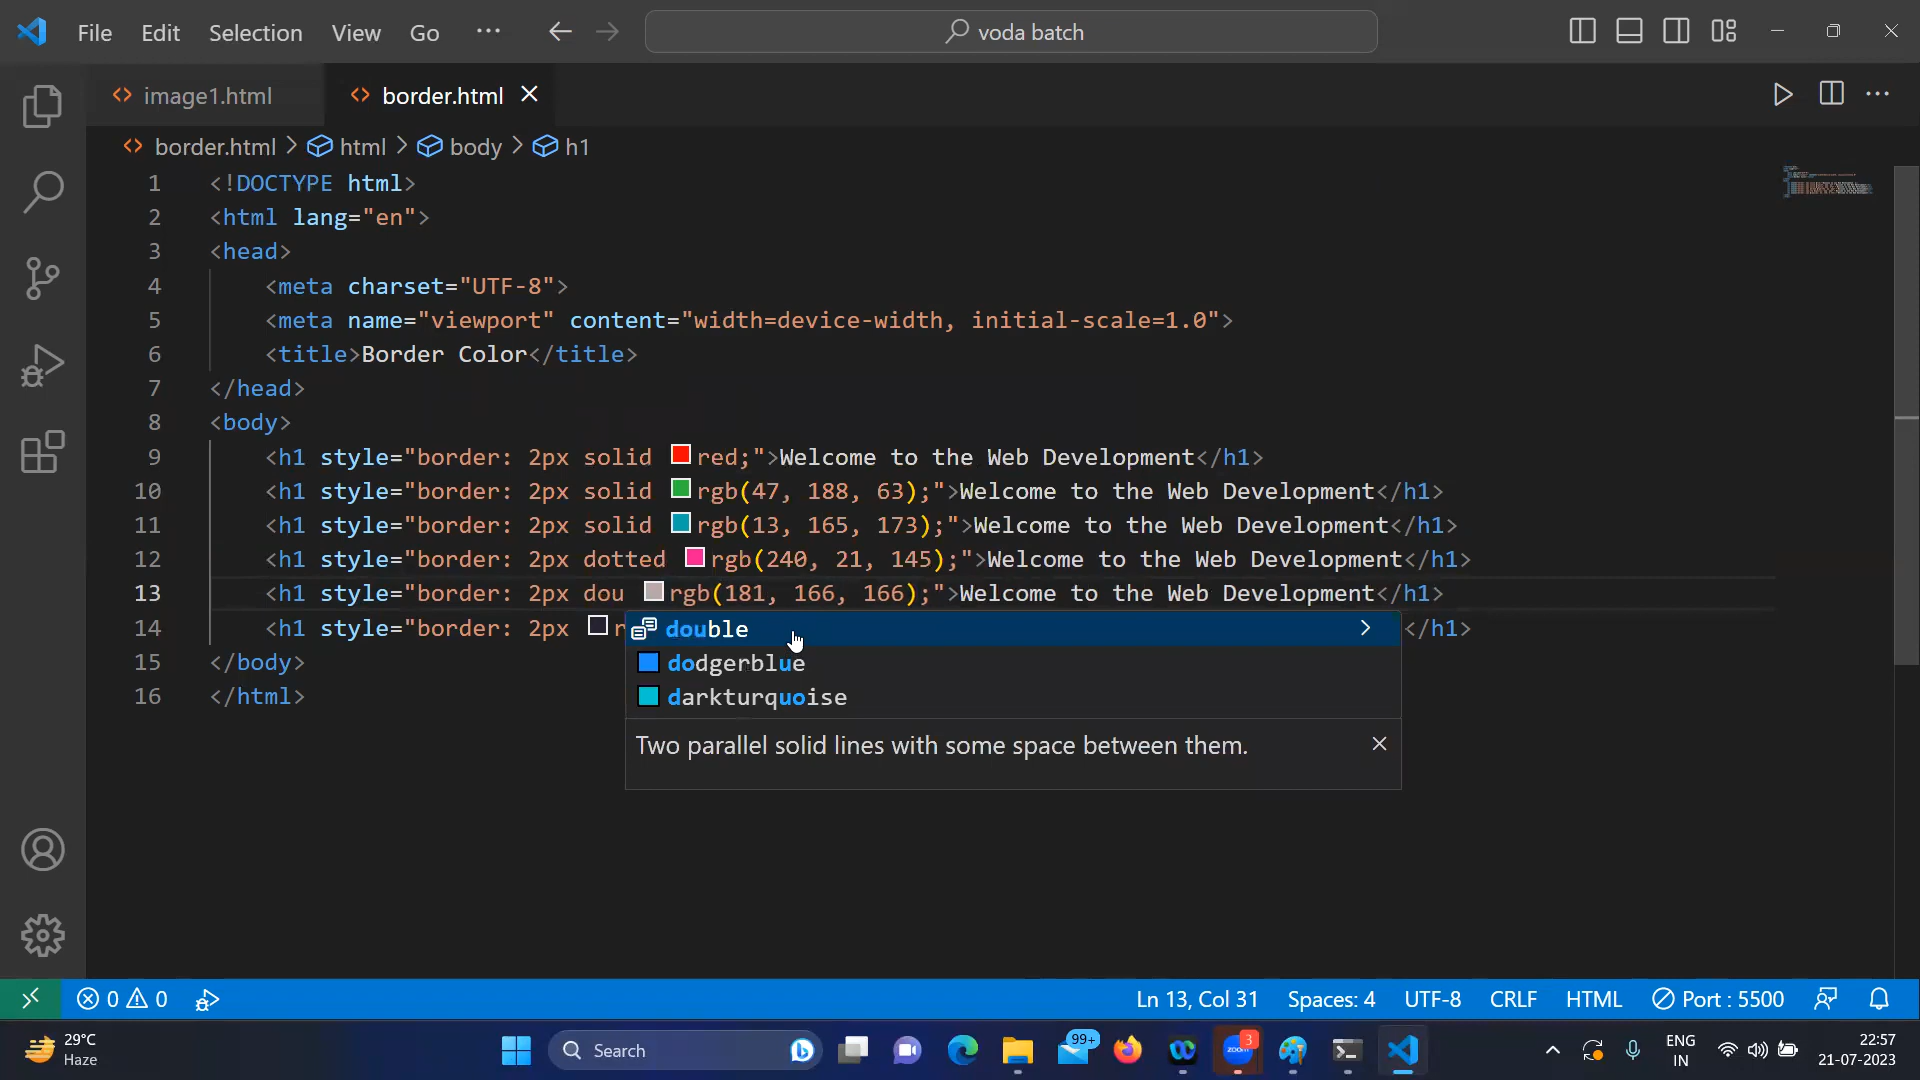 File Edit Selection View Go ··· voda batch
image1.html border.html
border.html > html > body > h1
1 <!DOCTYPE html>
2 <html lang="en">
3 <head>
4 <meta charset="UTF-8">
5 <meta name="viewport" content="width=device-width, initial-scale=1.0">
6 <title>Border Color</title>
7 </head>
8 <body>
9 <h1 style="border: 2px solid red;">Welcome to the Web Development</h1>
10 <h1 style="border: 2px solid rgb(47, 188, 63);">Welcome to the Web Development</h1>
11 <h1 style="border: 2px solid rgb(13, 165, 173);">Welcome to the Web Development</h1>
12 <h1 style="border: 2px dotted rgb(240, 21, 145);">Welcome to the Web Development</h1>
13 <h1 style="border: 2px dou rgb(181, 166, 166);">Welcome to the Web Development</h1>
14 <h1 style="border: 2px </h1>
double
15 </body>
dodgerblue
16 </html>
darkturquoise
Two parallel solid lines with some space between them.
0 0 Ln 13, Col 31 Spaces: 4 UTF-8 CRLF HTML Port : 5500
29°C
Haze
Search
99+
zoom
3
ENG
IN
22:57
21-07-2023